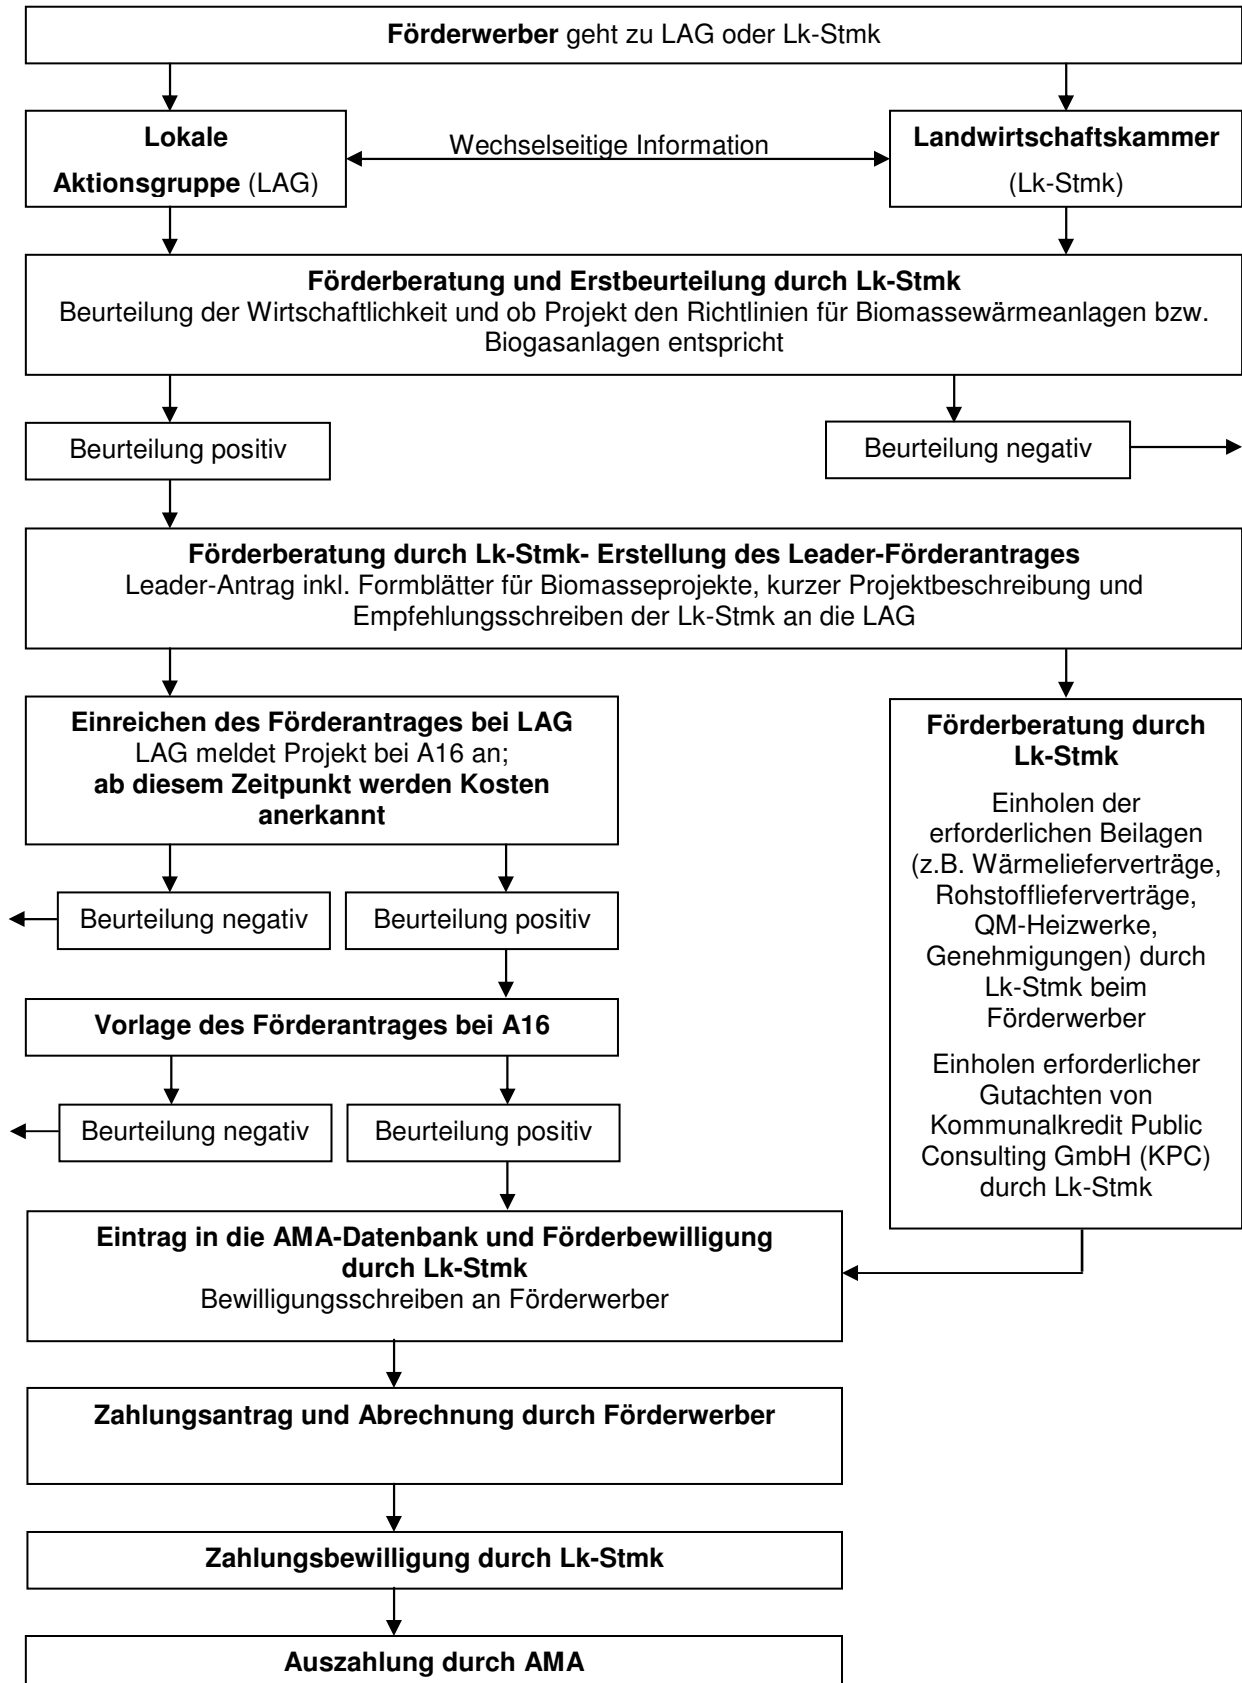 Förderwerber geht zu LAG oder Lk-Stmk
Lokale
Aktionsgruppe (LAG)
Wechselseitige Information
Landwirtschaftskammer
(Lk-Stmk)
Förderberatung und Erstbeurteilung durch Lk-Stmk
Beurteilung der Wirtschaftlichkeit und ob Projekt den Richtlinien für Biomassewärmeanlagen bzw.
Biogasanlagen entspricht
Beurteilung positiv
Beurteilung negativ
Förderberatung durch Lk-Stmk- Erstellung des Leader-Förderantrages
Leader-Antrag inkl. Formblätter für Biomasseprojekte, kurzer Projektbeschreibung und
Empfehlungsschreiben der Lk-Stmk an die LAG
Einreichen des Förderantrages bei LAG
LAG meldet Projekt bei A16 an;
ab diesem Zeitpunkt werden Kosten
anerkannt
Beurteilung negativ
Beurteilung positiv
Vorlage des Förderantrages bei A16
Beurteilung negativ
Beurteilung positiv
Förderberatung durch
Lk-Stmk
Einholen der
erforderlichen Beilagen
(z.B. Wärmelieferverträge,
Rohstofflieferverträge,
QM-Heizwerke,
Genehmigungen) durch
Lk-Stmk beim
Förderwerber
Einholen erforderlicher
Gutachten von
Kommunalkredit Public
Consulting GmbH (KPC)
durch Lk-Stmk
Eintrag in die AMA-Datenbank und Förderbewilligung
durch Lk-Stmk
Bewilligungsschreiben an Förderwerber
Zahlungsantrag und Abrechnung durch Förderwerber
Zahlungsbewilligung durch Lk-Stmk
Auszahlung durch AMA